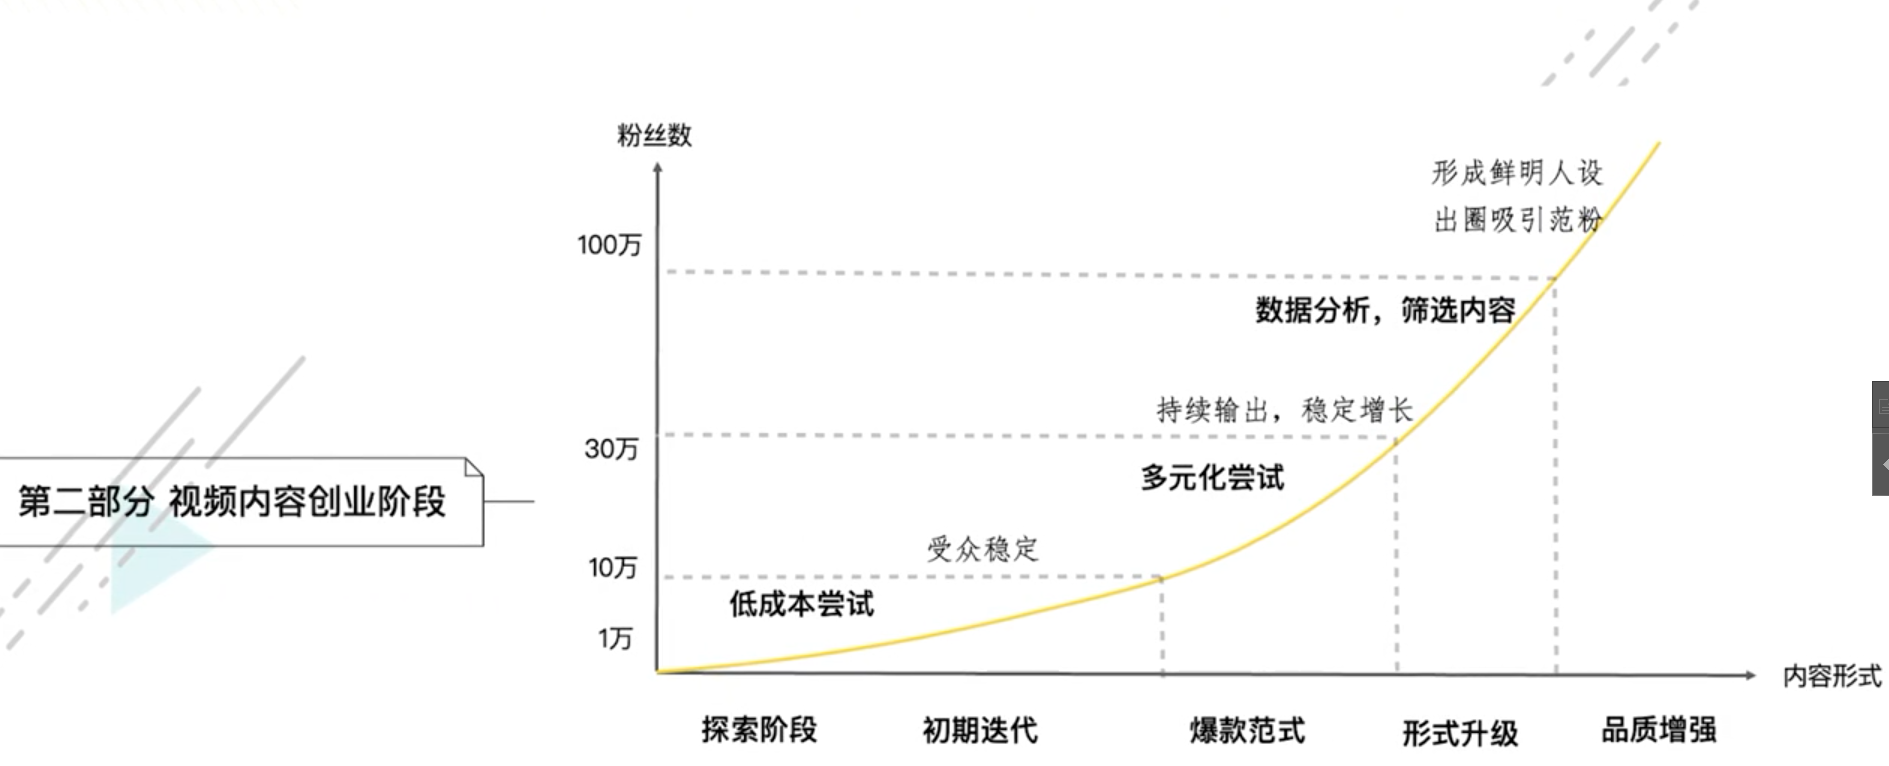 粉丝数
形成鲜明人设
出圈吸引范粉
100万
数据分析，筛选内容
持续输出，稳定增长
30万
多元化尝试
第二部分 视频内容创业阶段
受众稳定
10万
低成本尝试
1万
内容形式
探索阶段
初期迭代
爆款范式
形式升级
品质增强